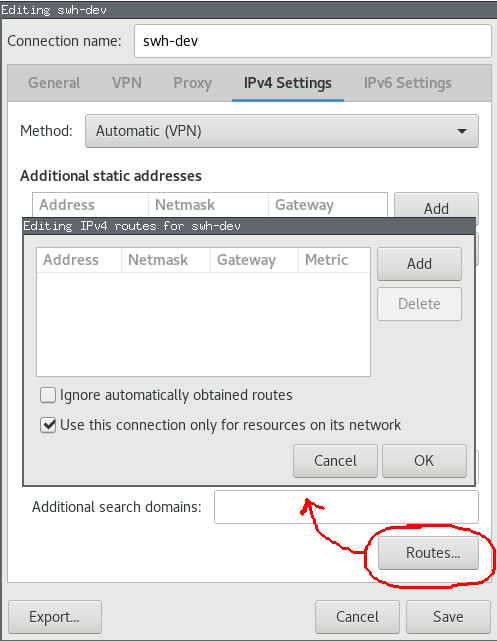 Editing swh-dev
Connection name: swh-dev
General VPN Proxy IPv4 Settings IPv6 Settings
Method: Automatic (VPN)
Additional static addresses
Address Netmask Gateway Add
Editing IPv4 routes for swh-dev
Address Netmask Gateway Metric Add
Delete
Ignore automatically obtained routes
Use this connection only for resources on its network
Cancel OK
Additional search domains:
Routes...
Export... Cancel Save